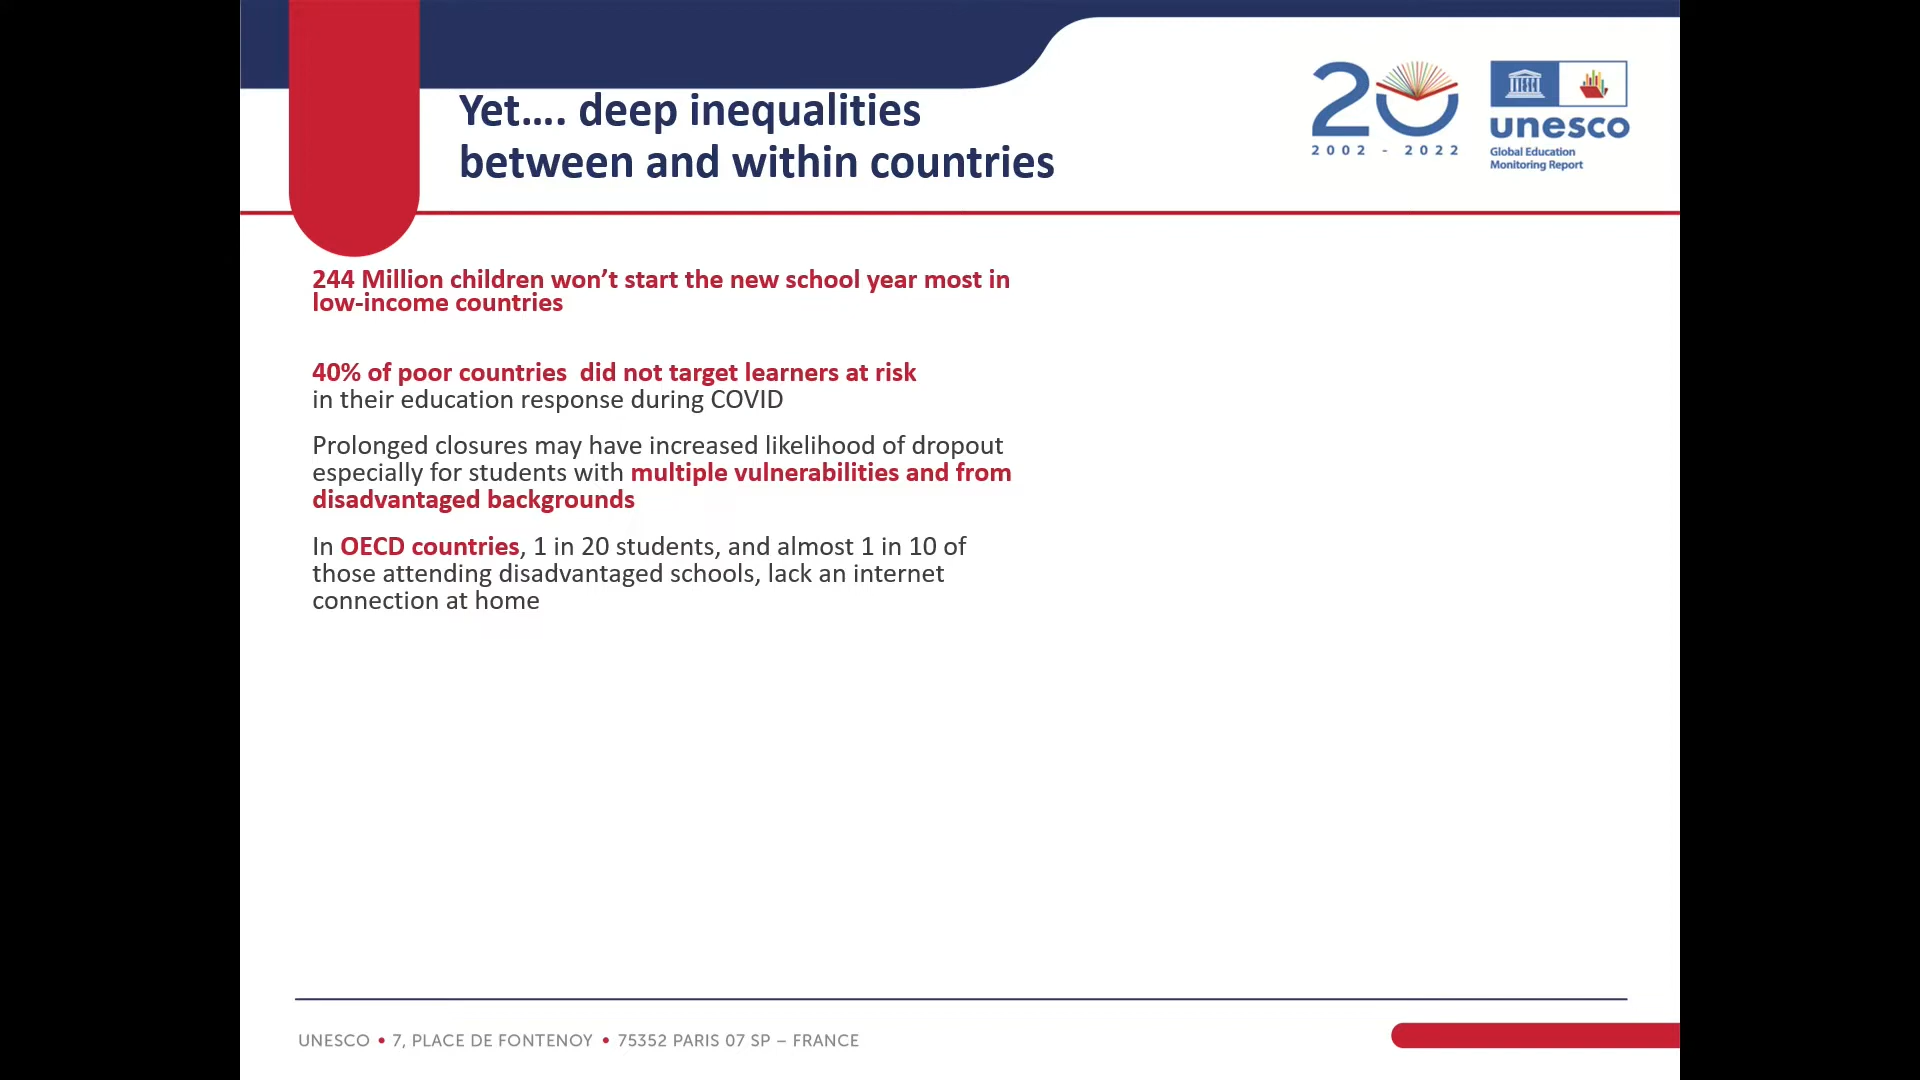 Yet.... deep inequalities
between and within countries
20
2002 - 2022
unesco
Global Education
Monitoring Report
244 Million children won’t start the new school year most in
low-income countries
40% of poor countries  did not target learners at risk
in their education response during COVID
Prolonged closures may have increased likelihood of dropout
especially for students with multiple vulnerabilities and from
disadvantaged backgrounds
In OECD countries, 1 in 20 students, and almost 1 in 10 of
those attending disadvantaged schools, lack an internet
connection at home
UNESCO • 7, PLACE DE FONTENOY • 75352 PARIS 07 SP – FRANCE